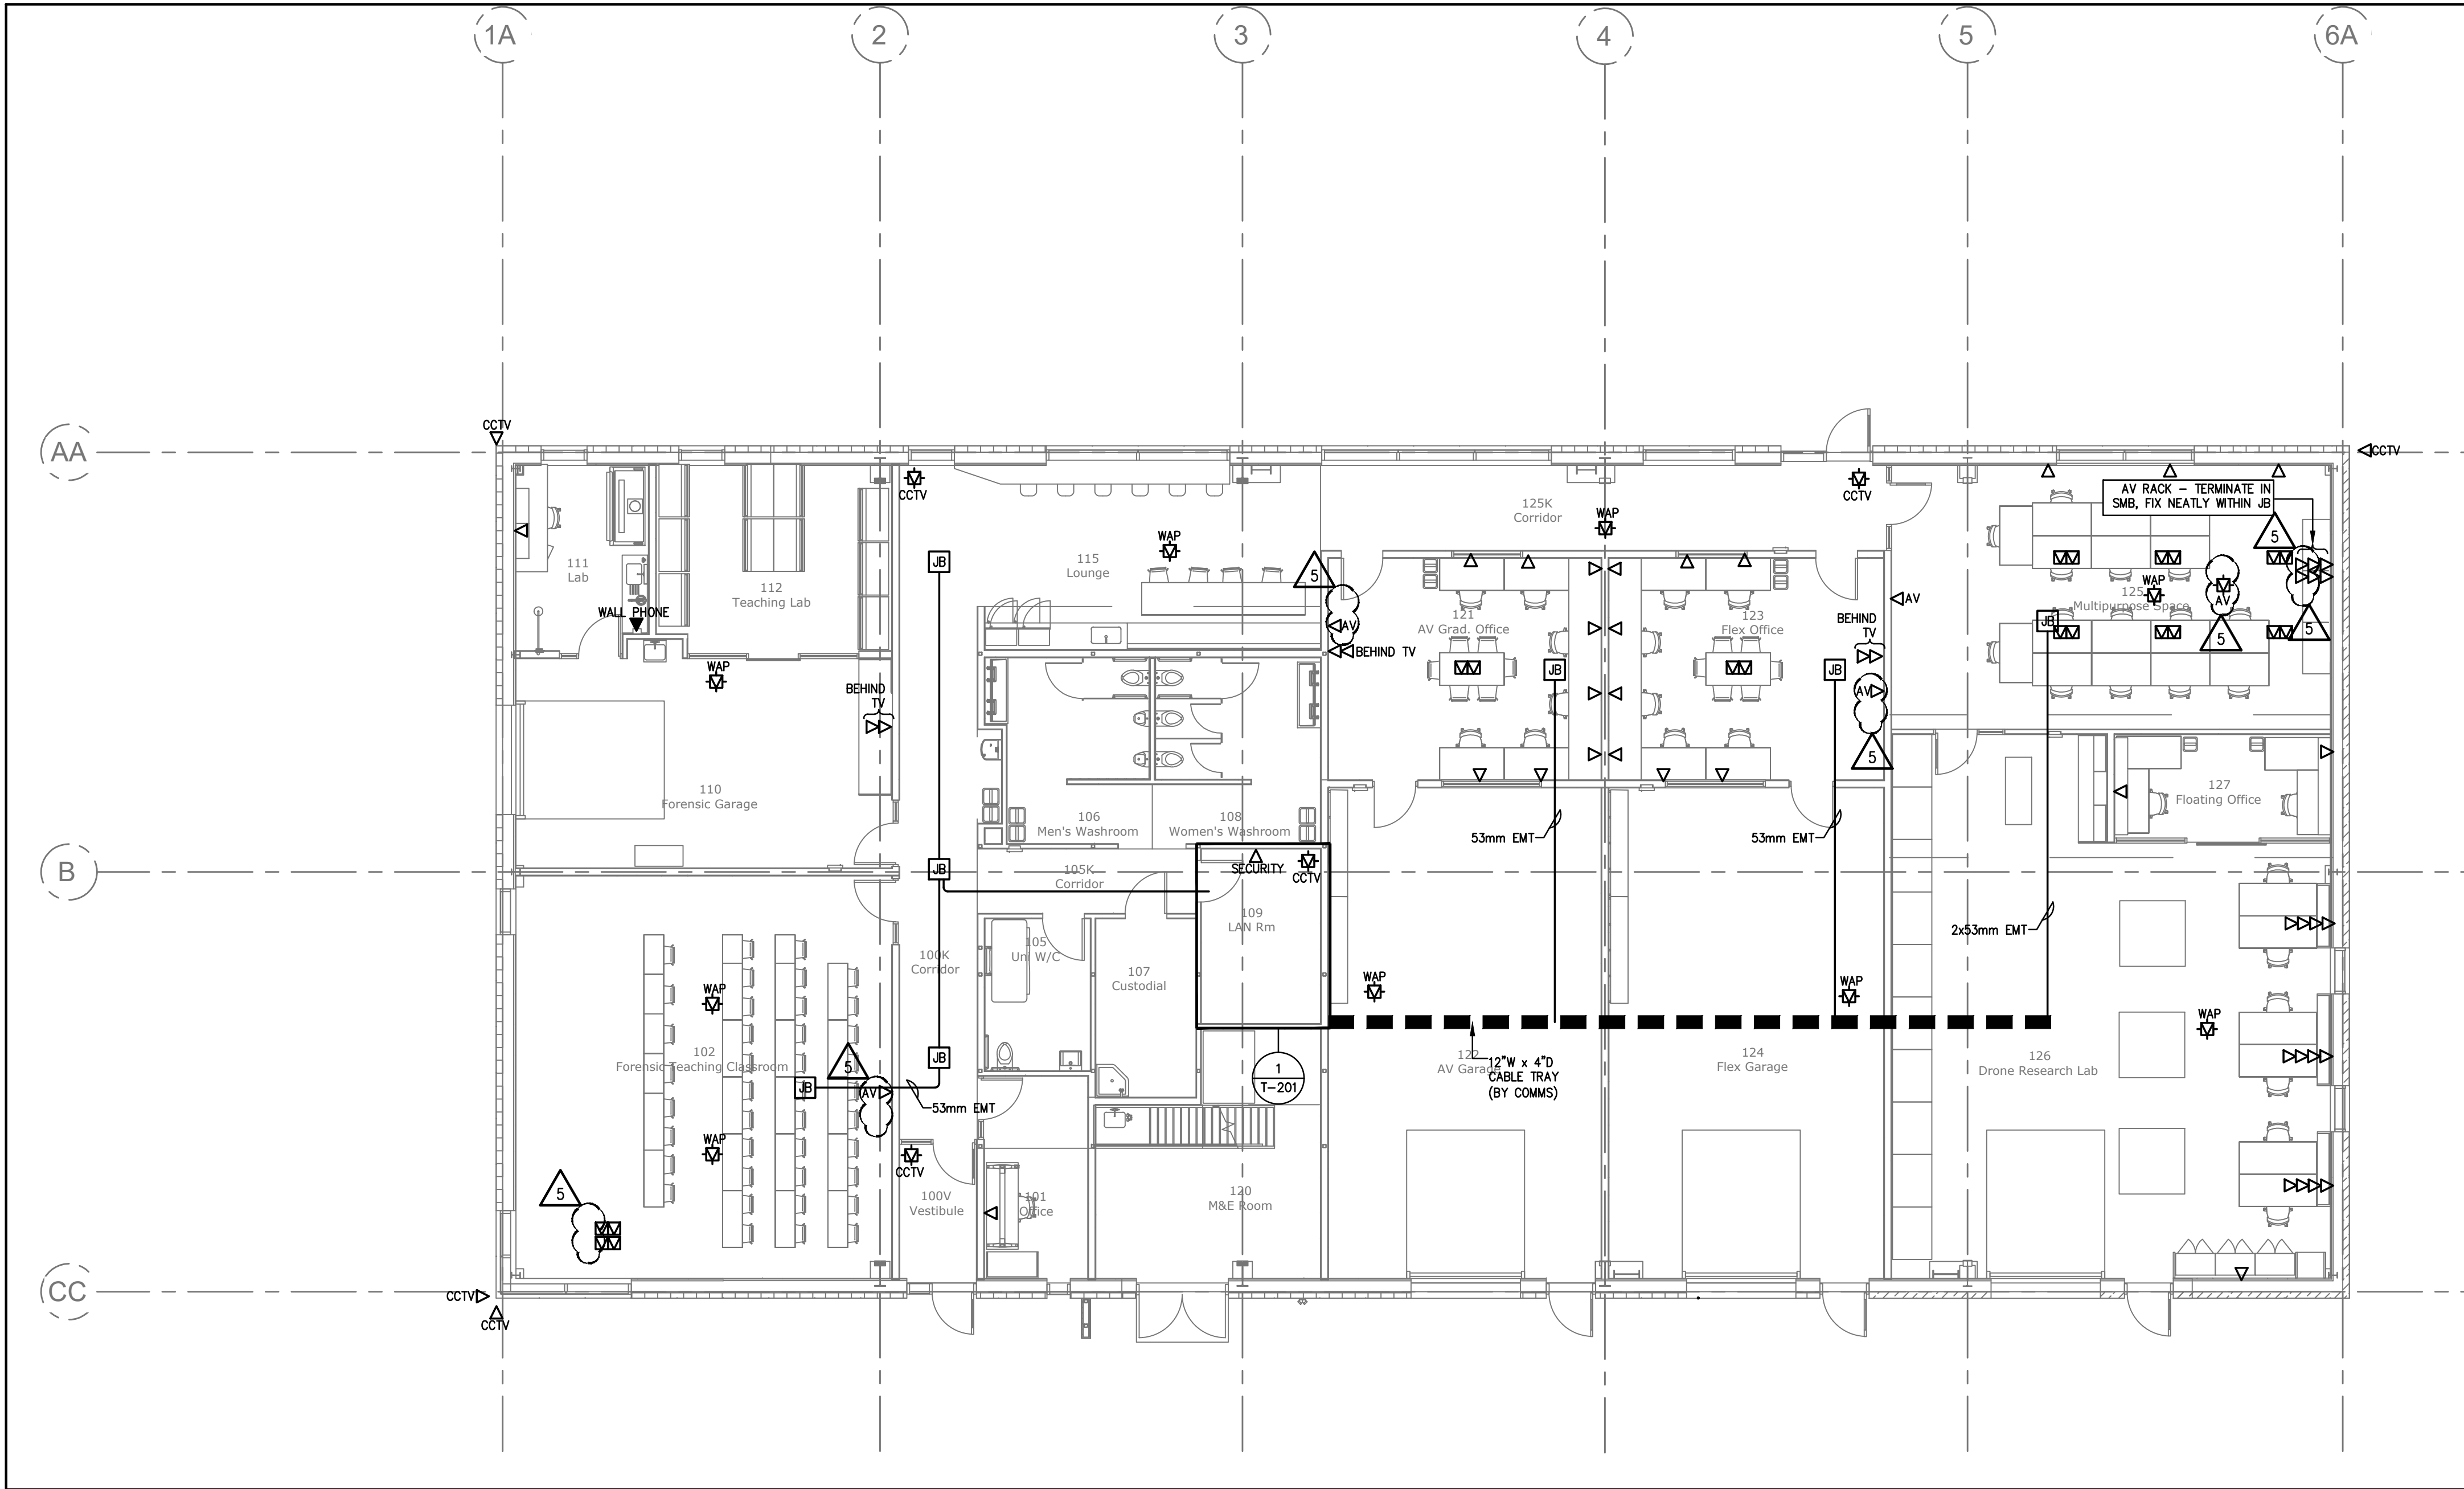 1A
2
3
4
5
6A
AA
B
CC
CCTV
CCTV
CCTV
CCTV
125K
Corridor
WAP
WAP
AV RACK – TERMINATE IN
SMB, FIX NEATLY WITHIN JB
5
JB
115
Lounge
111
Lab
112
Teaching Lab
WALL PHONE
5
AV
BEHIND TV
121
AV Grad. Office
123
Flex Office
BEHIND
TV
AV
WAP
125
Multipurpose Space
AV
5
5
JB
JB
JB
AV
5
WAP
BEHIND
TV
110
Forensic Garage
106
Men's Washroom
108
Women's Washroom
53mm EMT
53mm EMT
127
Floating Office
JB
105K
Corridor
SECURITY
CCTV
109
LAN Rm
100K
Corridor
105
Uni W/C
107
Custodial
2x53mm EMT
WAP
WAP
WAP
WAP
102
Forensic Teaching Classroom
JB
5
AV
JB
53mm EMT
1
T-201
122
AV Garage
12"W x 4"D
CABLE TRAY
(BY COMMS)
124
Flex Garage
126
Drone Research Lab
WAP
CCTV
5
100V
Vestibule
101
Office
120
M&E Room
CCTV
CCTV